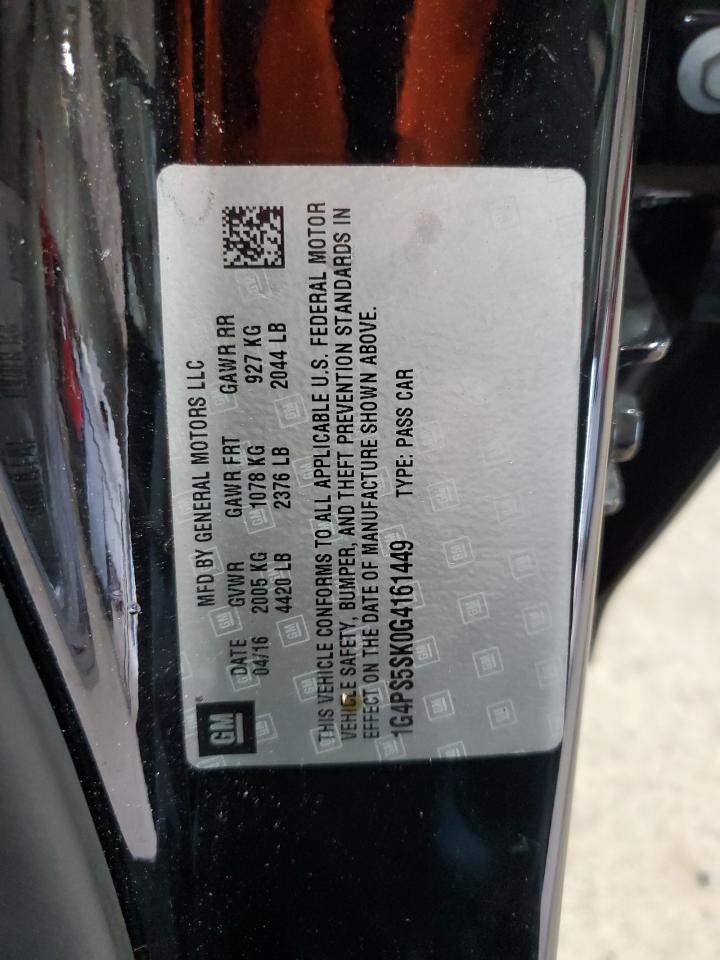 GM
MFD BY GENERAL MOTORS LLC
DATE GVWR GAWR FRT GAWR RR
04/16 2005 KG 1078 KG 927 KG
4420 LB 2376 LB 2044 LB
THIS VEHICLE CONFORMS TO ALL APPLICABLE U.S. FEDERAL MOTOR
VEHICLE SAFETY, BUMPER, AND THEFT PREVENTION STANDARDS IN
EFFECT ON THE DATE OF MANUFACTURE SHOWN ABOVE.
1G4PS5SK0G4161449 TYPE: PASS CAR